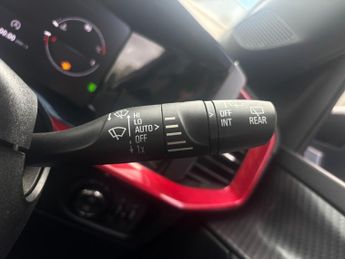 HI
LO
AUTO
OFF
1X
OFF
INT
REAR